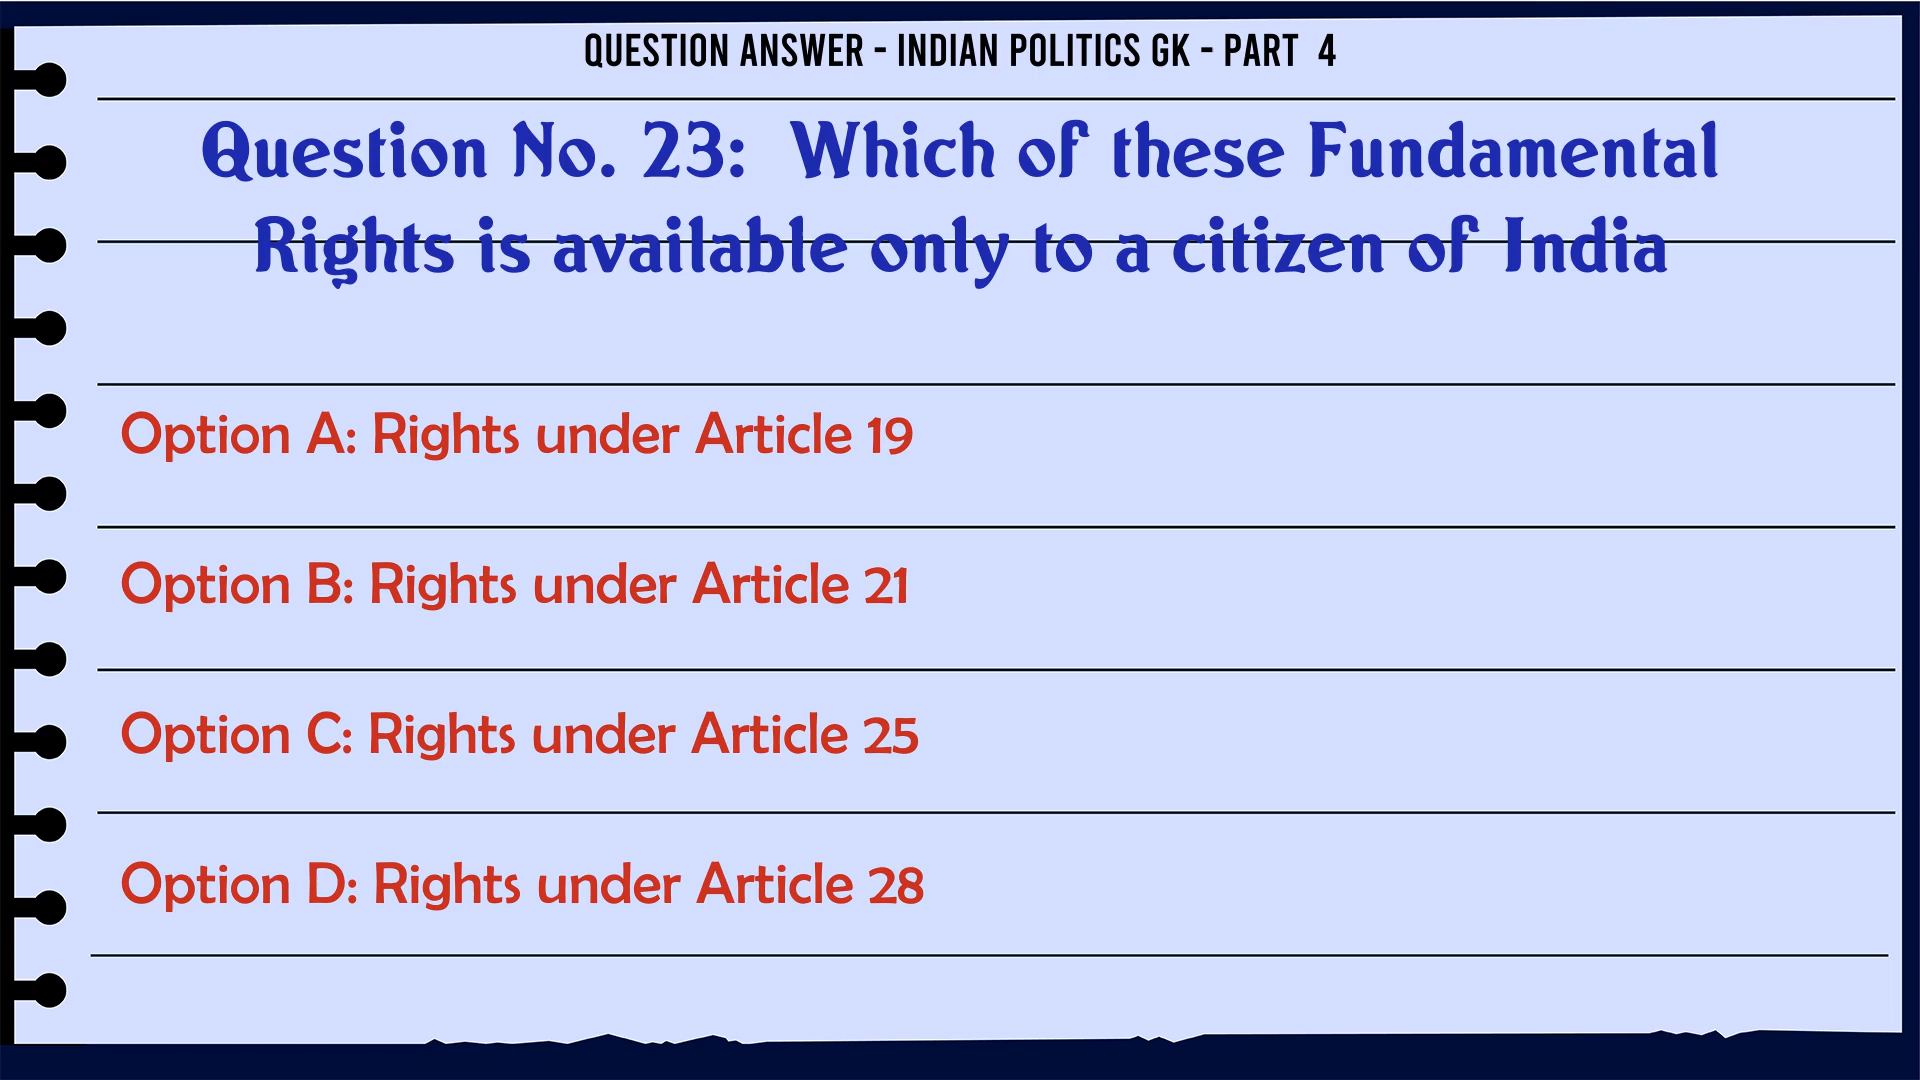 QUESTION ANSWER - INDIAN POLITICS GK - PART 4
Question No. 23: Which of these Fundamental
Rights is available only to a citizen of India
Option A: Rights under Article 19
Option B: Rights under Article 21
Option C: Rights under Article 25
Option D: Rights under Article 28